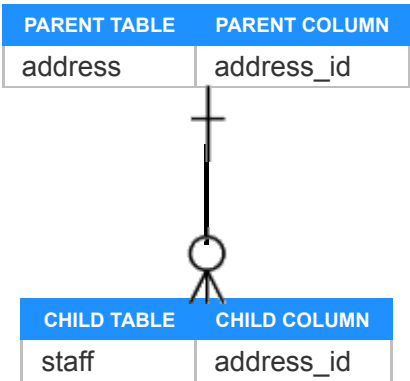 PARENT TABLE PARENT COLUMN
address address_id
CHILD TABLE CHILD COLUMN
staff address_id